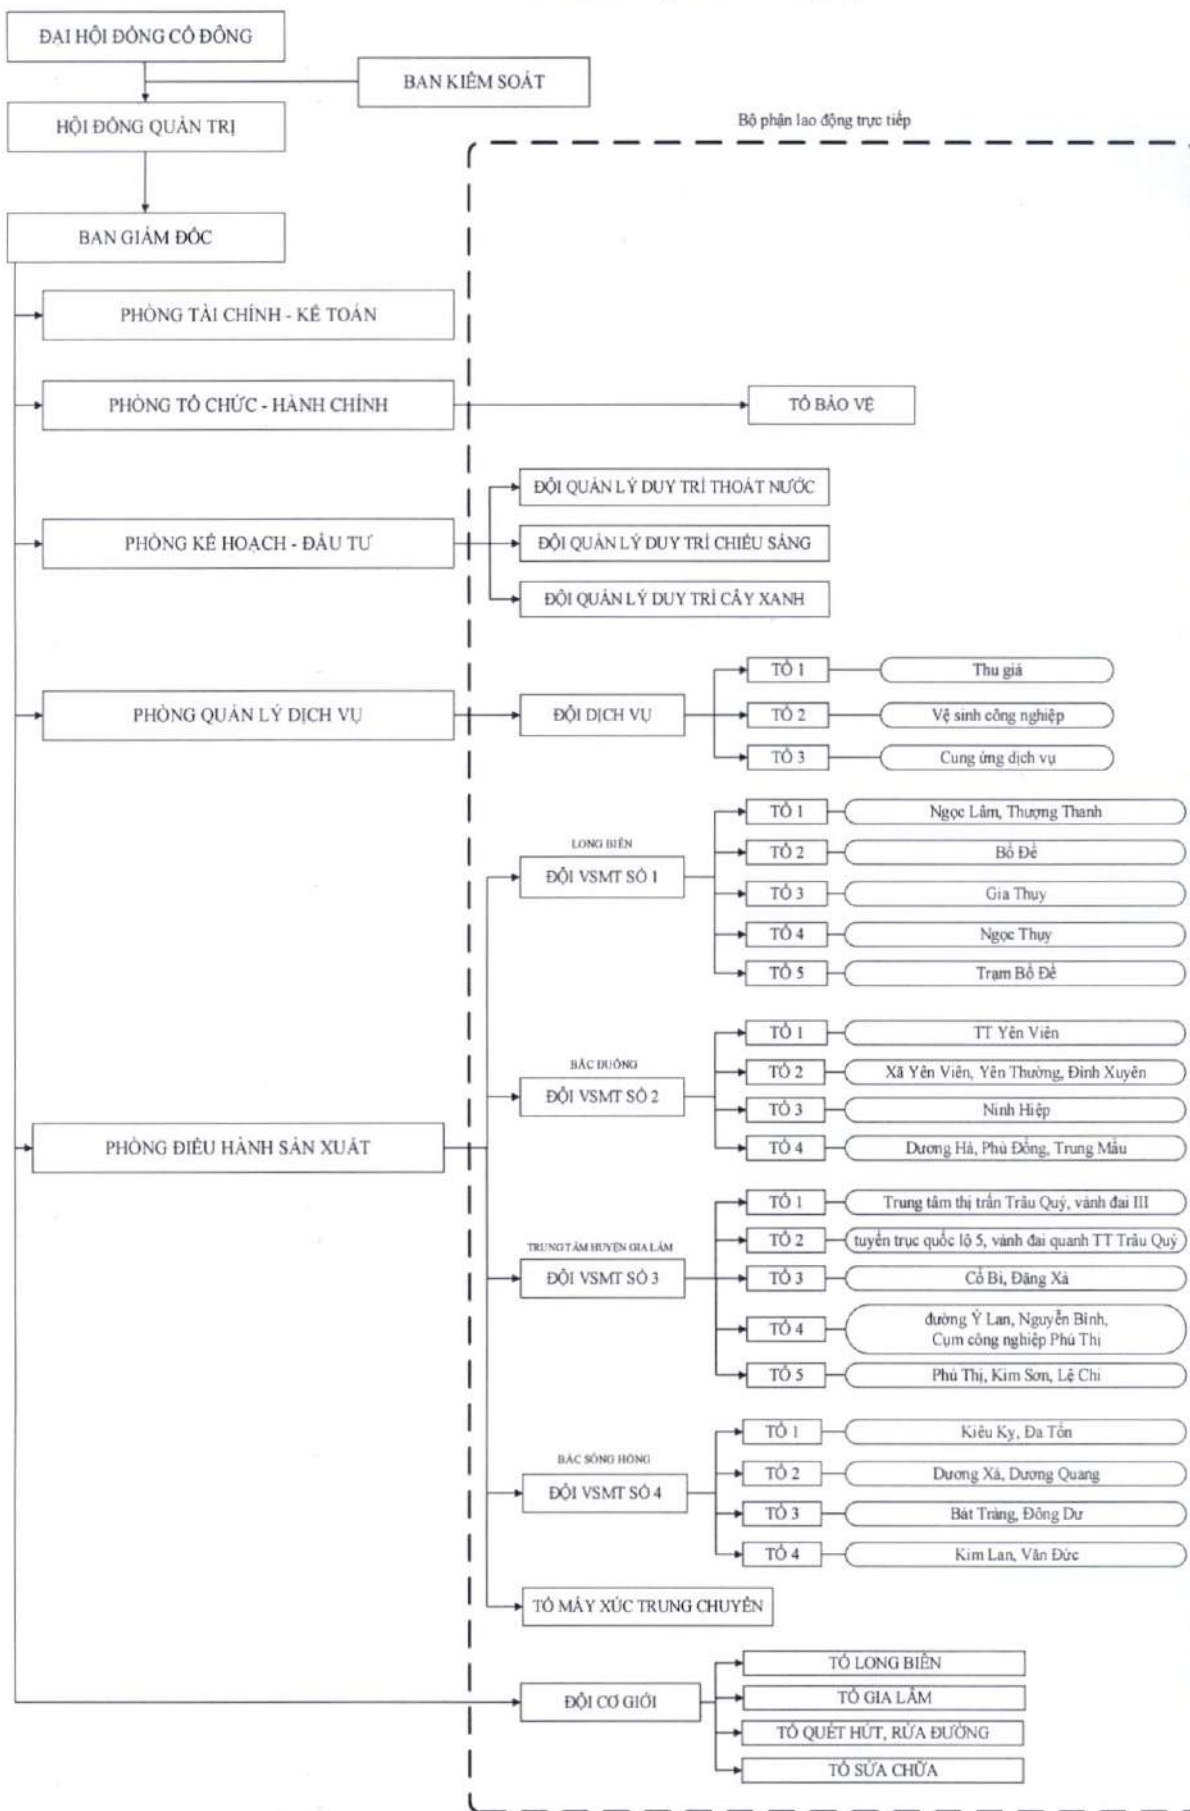 ĐẠI HỘI ĐỒNG CỔ ĐÔNG
BAN KIỂM SOÁT
HỘI ĐỒNG QUẢN TRỊ
Bộ phận lao động trực tiếp
BAN GIÁM ĐỐC
PHÒNG TÀI CHÍNH - KẾ TOÁN
PHÒNG TỔ CHỨC - HÀNH CHÍNH
TỔ BẢO VỆ
ĐỘI QUẢN LÝ DUY TRÌ THOÁT NƯỚC
PHÒNG KẾ HOẠCH - ĐẦU TƯ
ĐỘI QUẢN LÝ DUY TRÌ CHIẾU SÁNG
ĐỘI QUẢN LÝ DUY TRÌ CÂY XANH
PHÒNG QUẢN LÝ DỊCH VỤ
ĐỘI DỊCH VỤ
TỔ 1 Thu giá
TỔ 2 Vệ sinh công nghiệp
TỔ 3 Cung ứng dịch vụ
LONG BIÊN
ĐỘI VSMT SỐ 1
TỔ 1 Ngọc Lâm, Thượng Thanh
TỔ 2 Bồ Đề
TỔ 3 Gia Thụy
TỔ 4 Ngọc Thụy
TỔ 5 Trạm Bồ Đề
BẮC ĐUỐNG
ĐỘI VSMT SỐ 2
TỔ 1 TT Yên Viên
TỔ 2 Xã Yên Viên, Yên Thường, Đình Xuyên
TỔ 3 Ninh Hiệp
TỔ 4 Dương Hà, Phù Đổng, Trung Mầu
PHÒNG ĐIỀU HÀNH SẢN XUẤT
TRUNG TÂM HUYỆN GIA LÂM
ĐỘI VSMT SỐ 3
TỔ 1 Trung tâm thị trấn Trâu Quỳ, vành đai III
TỔ 2 tuyến trục quốc lộ 5, vành đai quanh TT Trâu Quỳ
TỔ 3 Cổ Bi, Đặng Xá
TỔ 4 đường Ỷ Lan, Nguyễn Bình,
Cụm công nghiệp Phú Thị
TỔ 5 Phú Thị, Kim Sơn, Lệ Chi
BẮC SÔNG HỒNG
ĐỘI VSMT SỐ 4
TỔ 1 Kiêu Kỵ, Đa Tốn
TỔ 2 Dương Xá, Dương Quang
TỔ 3 Bát Tràng, Đông Dư
TỔ 4 Kim Lan, Văn Đức
TỔ MÁY XÚC TRUNG CHUYỂN
ĐỘI CƠ GIỚI
TỔ LONG BIÊN
TỔ GIA LÂM
TỔ QUÉT HÚT, RỬA ĐƯỜNG
TỔ SỬA CHỮA